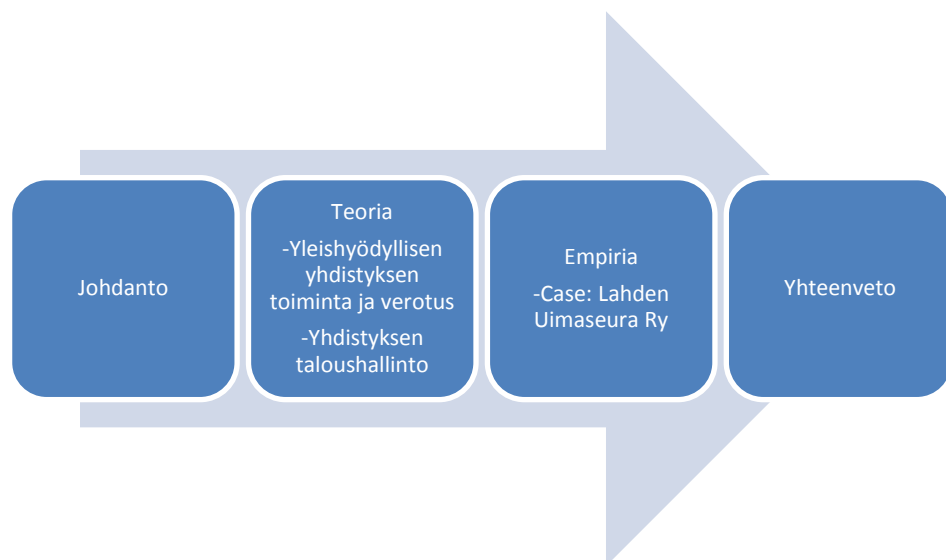 Johdanto
Teoria
-Yleishyödyllisen
yhdistyksen
toiminta ja verotus
-Yhdistyksen
taloushallinto
Empiria
-Case: Lahden
Uimaseura Ry
Yhteenveto